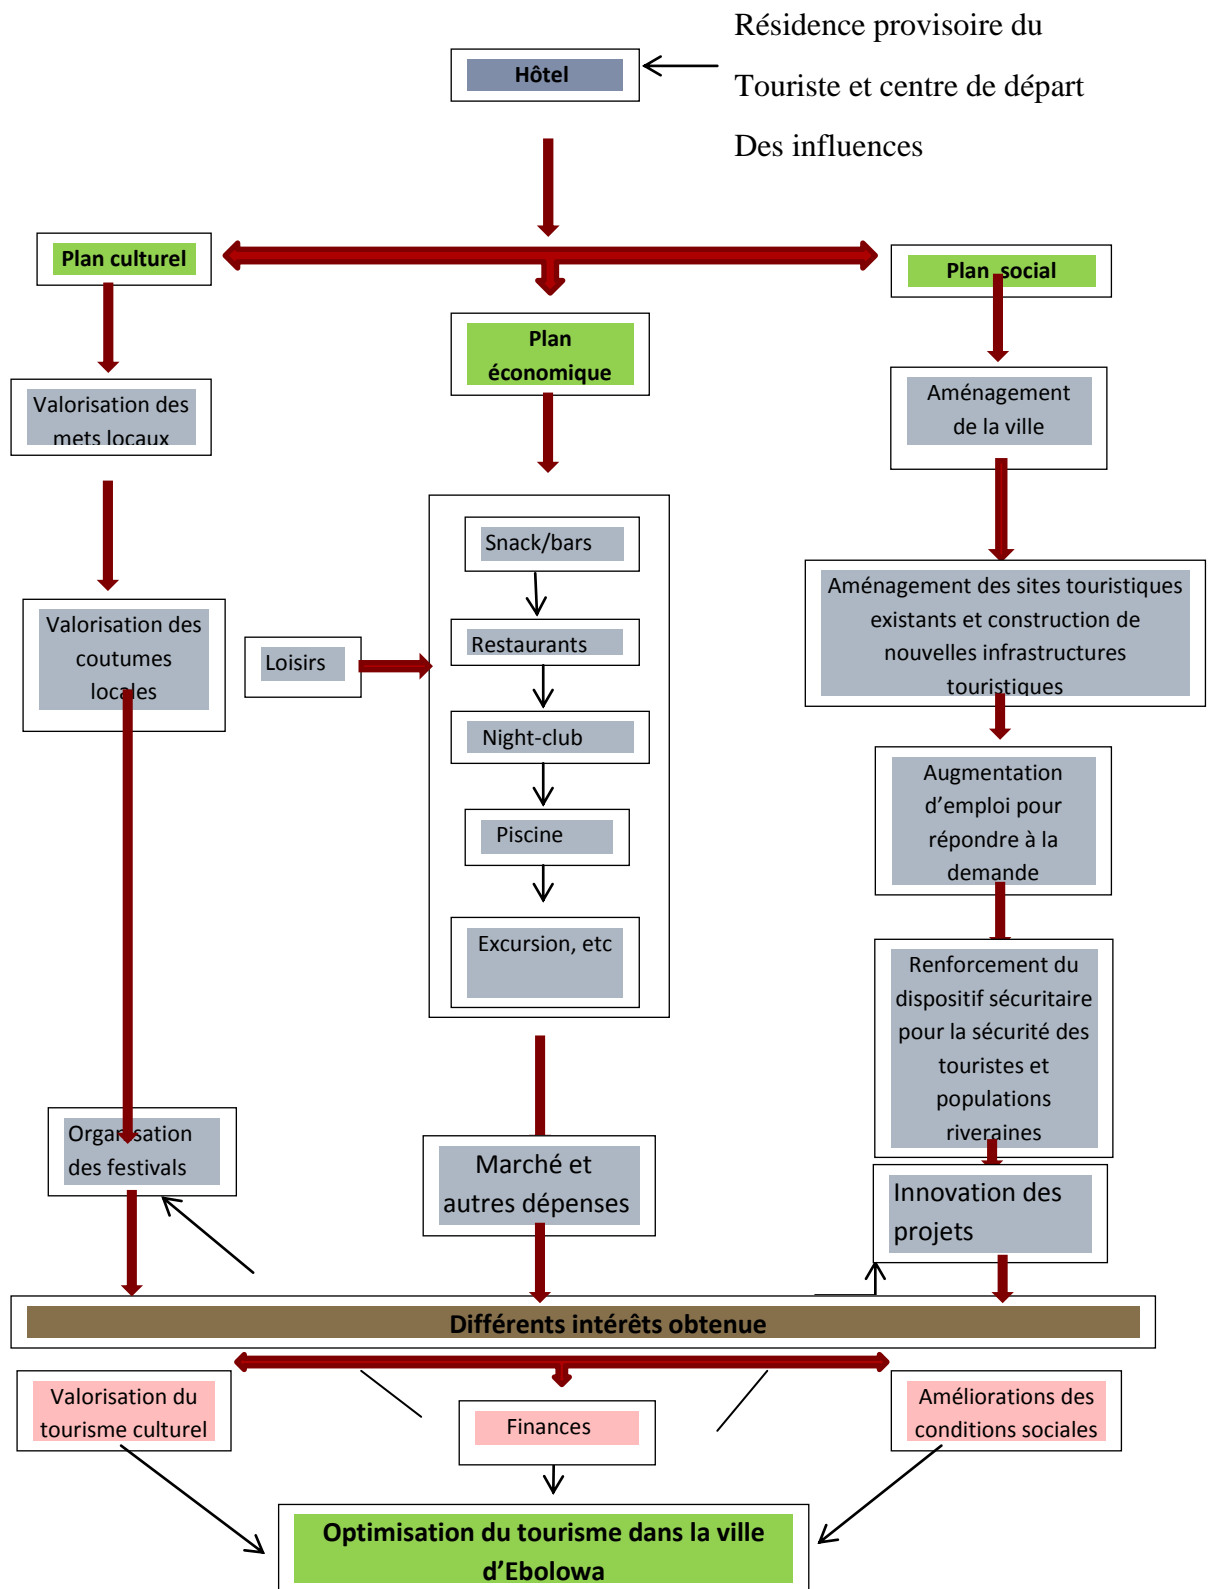 Résidence provisoire du
Hôtel
Touriste et centre de départ
Des influences
Plan culturel
Plan social
Plan
économique
Valorisation des
mets locaux
Aménagement
de la ville
Snack/bars
Aménagement des sites touristiques
existants et construction de
nouvelles infrastructures
touristiques
Valorisation des
coutumes
locales
Loisirs
Restaurants
Night-club
Augmentation
d’emploi pour
répondre à la
demande
Piscine
Excursion, etc
Renforcement du
dispositif sécuritaire
pour la sécurité des
touristes et
populations
riveraines
Organisation
des festivals
Marché et
autres dépenses
Innovation des
projets
Différents intérêts obtenue
Valorisation du
tourisme culturel
Finances
Améliorations des
conditions sociales
Optimisation du tourisme dans la ville
d’Ebolowa